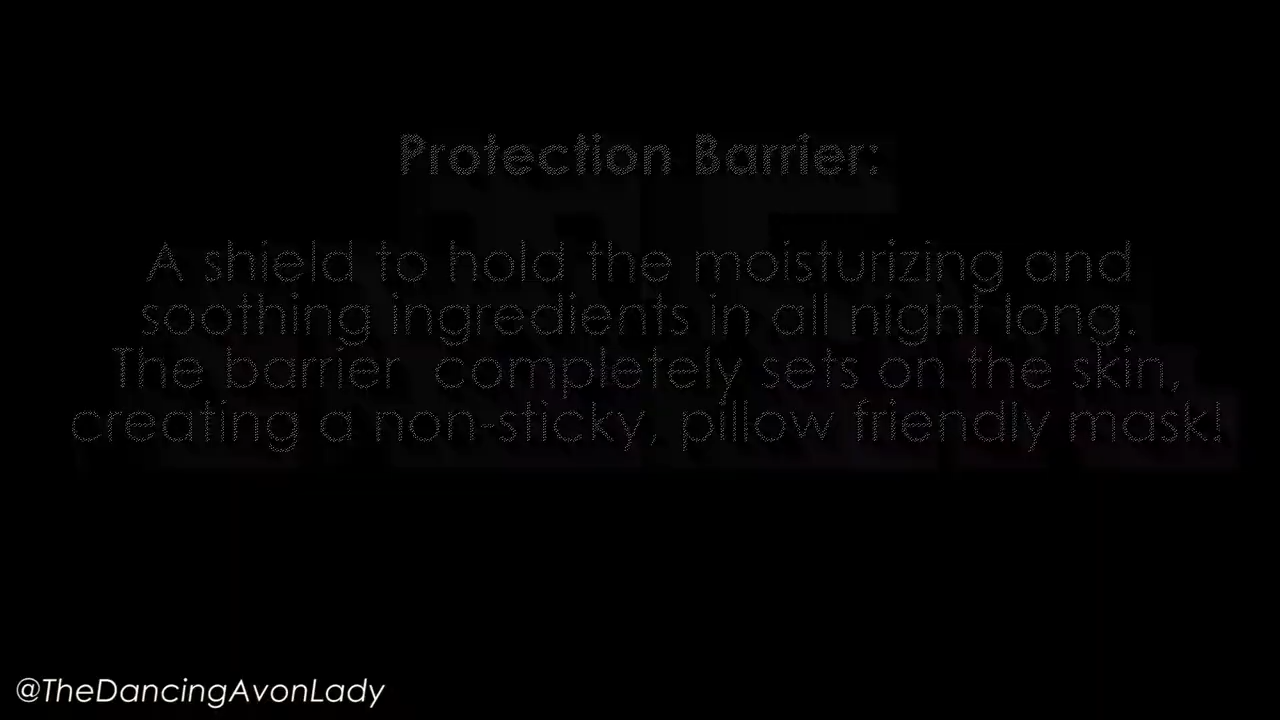 Protection Barrier:
A shield to hold the moisturizing and
soothing ingredients in all night long.
The barrier completely sets on the skin,
creating a non-sticky, pillow friendly mask!
@TheDancingAvonLady